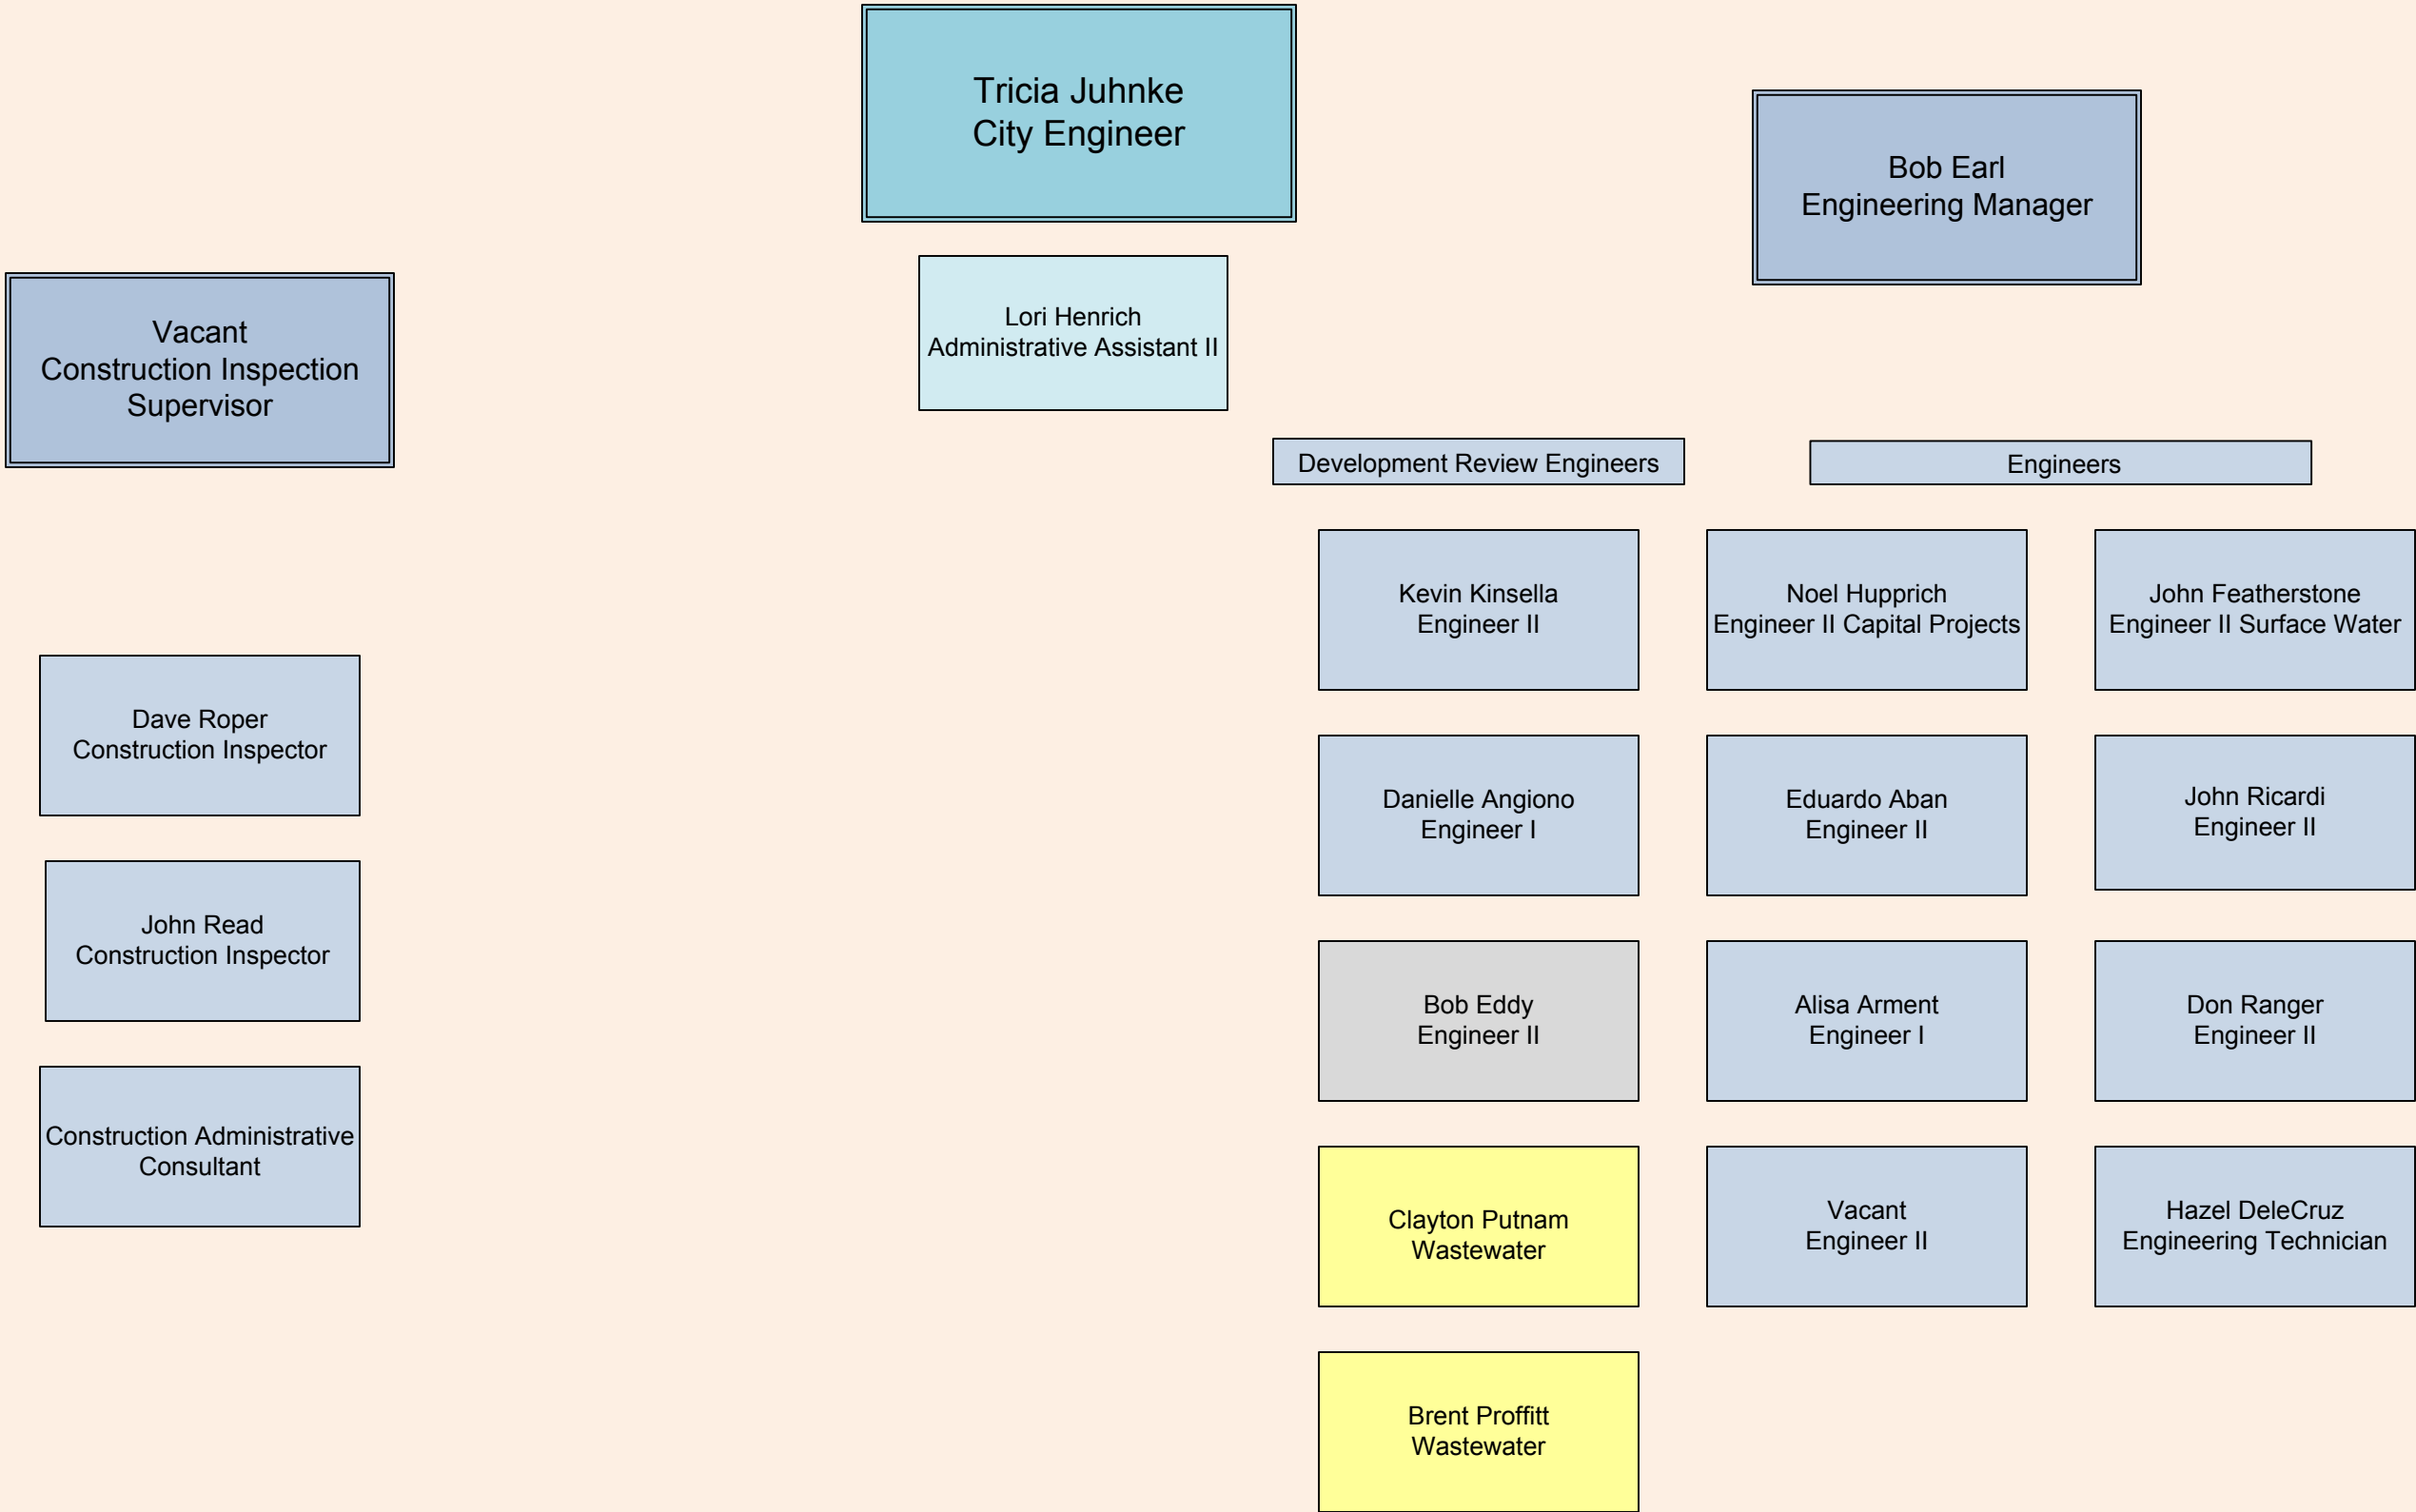 Tricia Juhnke
City Engineer
Bob Earl
Engineering Manager
Lori Henrich
Administrative Assistant II
Vacant
Construction Inspection
Supervisor
Development Review Engineers
Engineers
Kevin Kinsella
Engineer II
Noel Hupprich
Engineer II Capital Projects
John Featherstone
Engineer II Surface Water
Dave Roper
Construction Inspector
Danielle Angiono
Engineer I
Eduardo Aban
Engineer II
John Ricardi
Engineer II
John Read
Construction Inspector
Bob Eddy
Engineer II
Alisa Arment
Engineer I
Don Ranger
Engineer II
Construction Administrative
Consultant
Clayton Putnam
Wastewater
Vacant
Engineer II
Hazel DeleCruz
Engineering Technician
Brent Proffitt
Wastewater